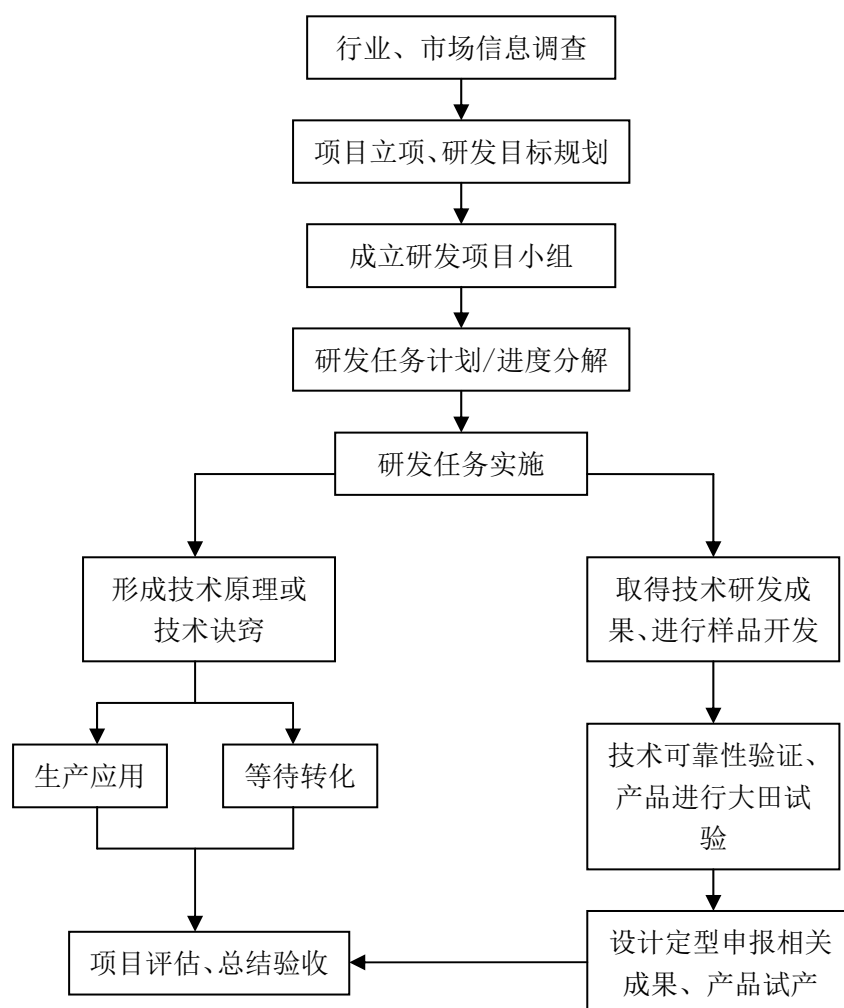 行业、市场信息调查
项目立项、研发目标规划
成立研发项目小组
研发任务计划/进度分解
研发任务实施
形成技术原理或
技术诀窍
取得技术研发成
果、进行样品开发
生产应用
等待转化
技术可靠性验证、
产品进行大田试
验
项目评估、总结验收
设计定型申报相关
成果、产品试产